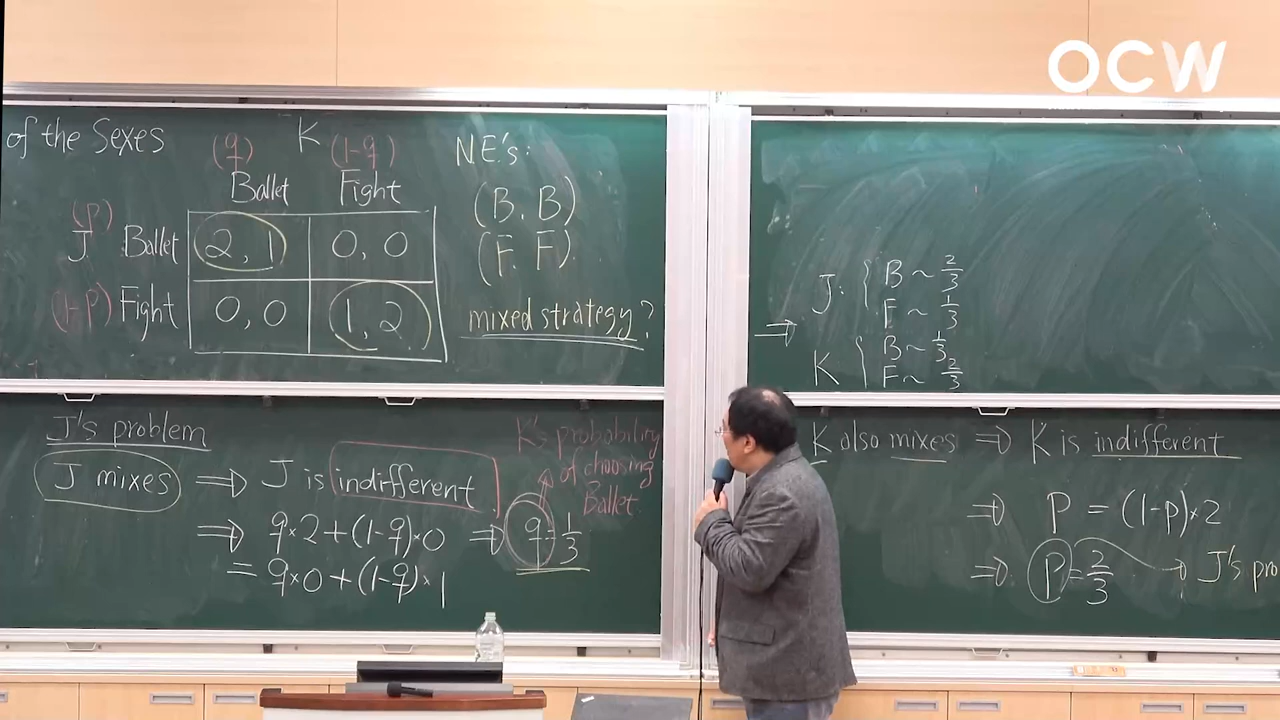 OCW
of the Sexes
K
(q) (1-q)
Ballet Fight
(p)
J Ballet 2, 1 0, 0
(1-p) Fight 0, 0 1, 2
N.E.'s:
(B, B)
(F, F)
mixed strategy?
⇒ J: { B ~ 2/3
F ~ 1/3
K { B ~ 1/3
F ~ 2/3
J's problem
J mixes ⇒ J is indifferent
⇒ q×2+(1-q)×0 ⇒ q=1/3
= q×0+(1-q)×1
K's probability
of choosing
Ballet
K also mixes ⇒ K is indifferent
⇒ P = (1-p)×2
⇒ P=2/3 → J's pro